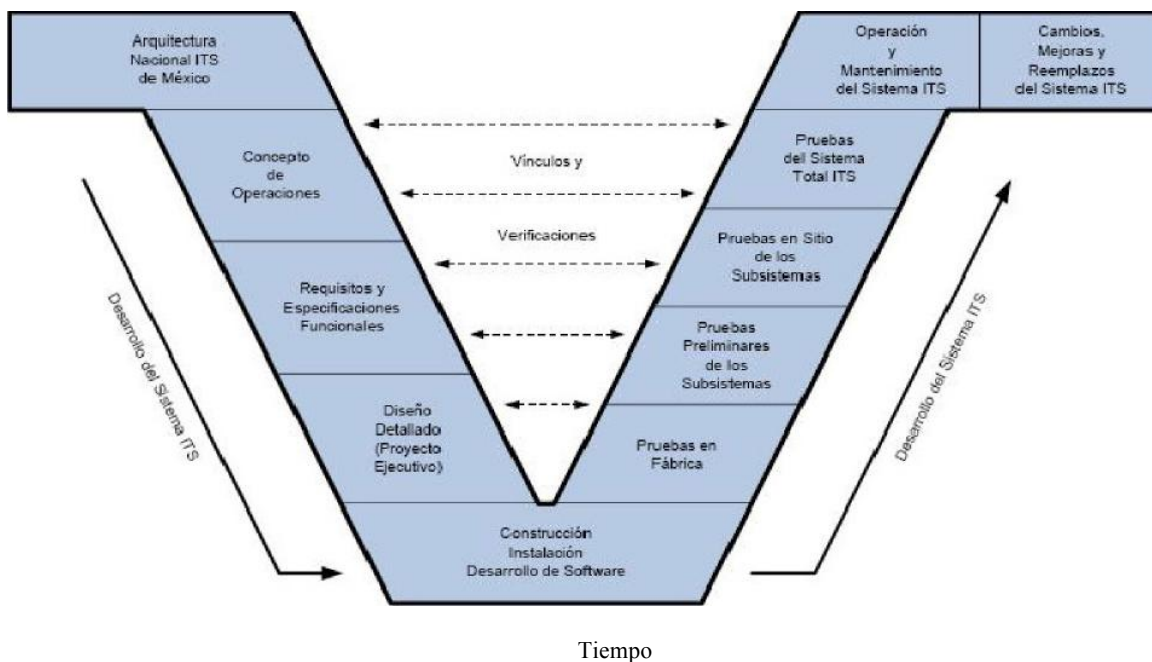 Arquitectura
Nacional ITS
de México
Concepto
de
Operaciones
Requisitos y
Especificaciones
Funcionales
Diseño
Detallado
(Proyecto
Ejecutivo)
Construcción
Instalación
Desarrollo de Software
Pruebas en
Fábrica
Pruebas
Preliminares
de los
Subsistemas
Pruebas en Sitio
de los
Subsistemas
Pruebas
del Sistema
Total ITS
Operación
y
Mantenimiento
del Sistema ITS
Cambios,
Mejoras y
Reemplazos
del Sistema ITS
Vínculos y
Verificaciones
Desarrollo del Sistema ITS
Desarrollo del Sistema ITS
Tiempo